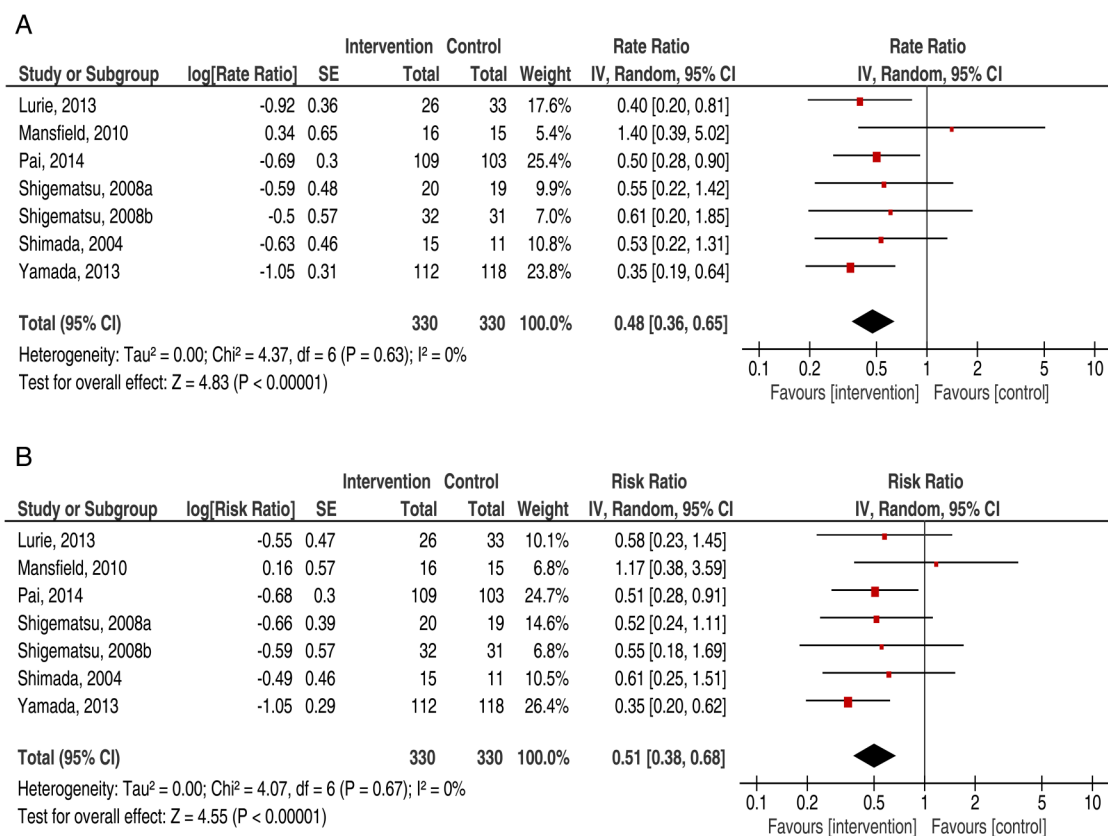 A
Intervention Control Rate Ratio Rate Ratio
Study or Subgroup log[Rate Ratio] SE Total Total Weight IV, Random, 95% CI IV, Random, 95% CI
Lurie, 2013 -0.92 0.36 26 33 17.6% 0.40 [0.20, 0.81]
Mansfield, 2010 0.34 0.65 16 15 5.4% 1.40 [0.39, 5.02]
Pai, 2014 -0.69 0.3 109 103 25.4% 0.50 [0.28, 0.90]
Shigematsu, 2008a -0.59 0.48 20 19 9.9% 0.55 [0.22, 1.42]
Shigematsu, 2008b -0.5 0.57 32 31 7.0% 0.61 [0.20, 1.85]
Shimada, 2004 -0.63 0.46 15 11 10.8% 0.53 [0.22, 1.31]
Yamada, 2013 -1.05 0.31 112 118 23.8% 0.35 [0.19, 0.64]
Total (95% CI) 330 330 100.0% 0.48 [0.36, 0.65]
Heterogeneity: Tau² = 0.00; Chi² = 4.37, df = 6 (P = 0.63); I² = 0%
Test for overall effect: Z = 4.83 (P < 0.00001)
0.1 0.2 0.5 1 2 5 10
Favours [intervention] Favours [control]
B
Intervention Control Risk Ratio Risk Ratio
Study or Subgroup log[Risk Ratio] SE Total Total Weight IV, Random, 95% CI IV, Random, 95% CI
Lurie, 2013 -0.55 0.47 26 33 10.1% 0.58 [0.23, 1.45]
Mansfield, 2010 0.16 0.57 16 15 6.8% 1.17 [0.38, 3.59]
Pai, 2014 -0.68 0.3 109 103 24.7% 0.51 [0.28, 0.91]
Shigematsu, 2008a -0.66 0.39 20 19 14.6% 0.52 [0.24, 1.11]
Shigematsu, 2008b -0.59 0.57 32 31 6.8% 0.55 [0.18, 1.69]
Shimada, 2004 -0.49 0.46 15 11 10.5% 0.61 [0.25, 1.51]
Yamada, 2013 -1.05 0.29 112 118 26.4% 0.35 [0.20, 0.62]
Total (95% CI) 330 330 100.0% 0.51 [0.38, 0.68]
Heterogeneity: Tau² = 0.00; Chi² = 4.07, df = 6 (P = 0.67); I² = 0%
Test for overall effect: Z = 4.55 (P < 0.00001)
0.1 0.2 0.5 1 2 5 10
Favours [intervention] Favours [control]